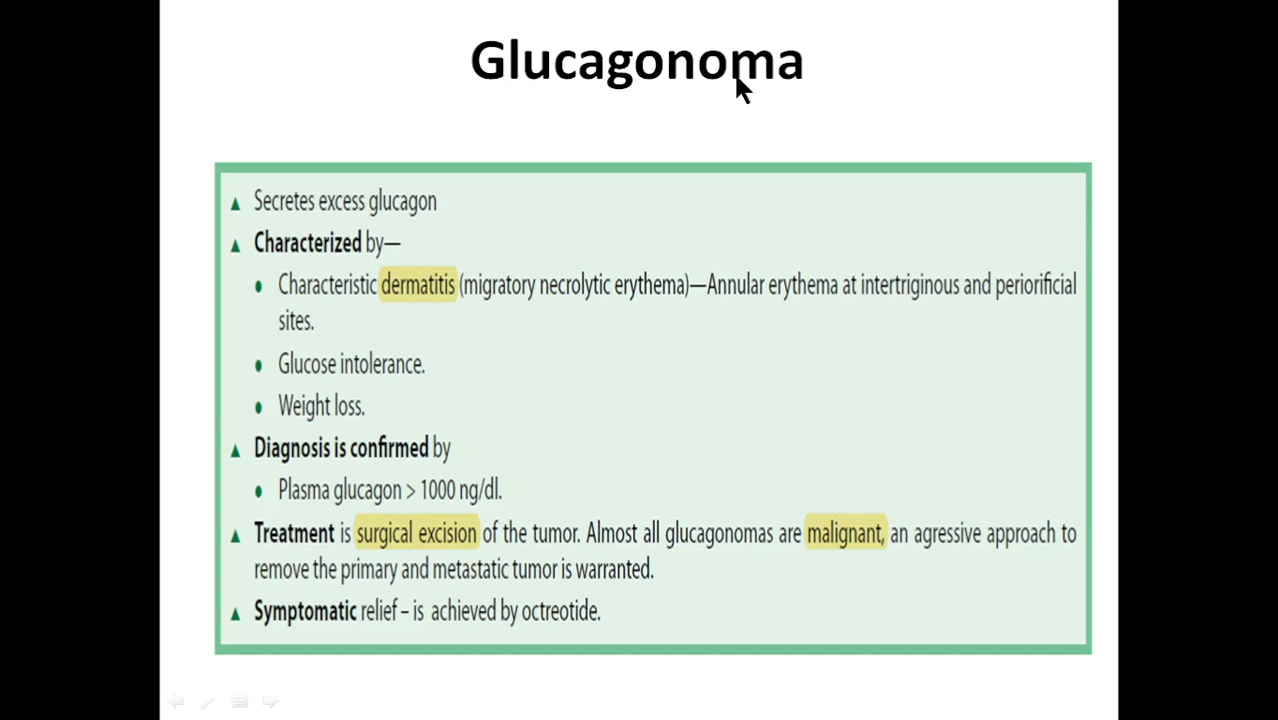 Glucagonoma
▲ Secretes excess glucagon
▲ Characterized by—
• Characteristic dermatitis (migratory necrolytic erythema)—Annular erythema at intertriginous and periorificial
sites.
• Glucose intolerance.
• Weight loss.
▲ Diagnosis is confirmed by
• Plasma glucagon > 1000 ng/dl.
▲ Treatment is surgical excision of the tumor. Almost all glucagonomas are malignant, an agressive approach to
remove the primary and metastatic tumor is warranted.
▲ Symptomatic relief – is achieved by octreotide.